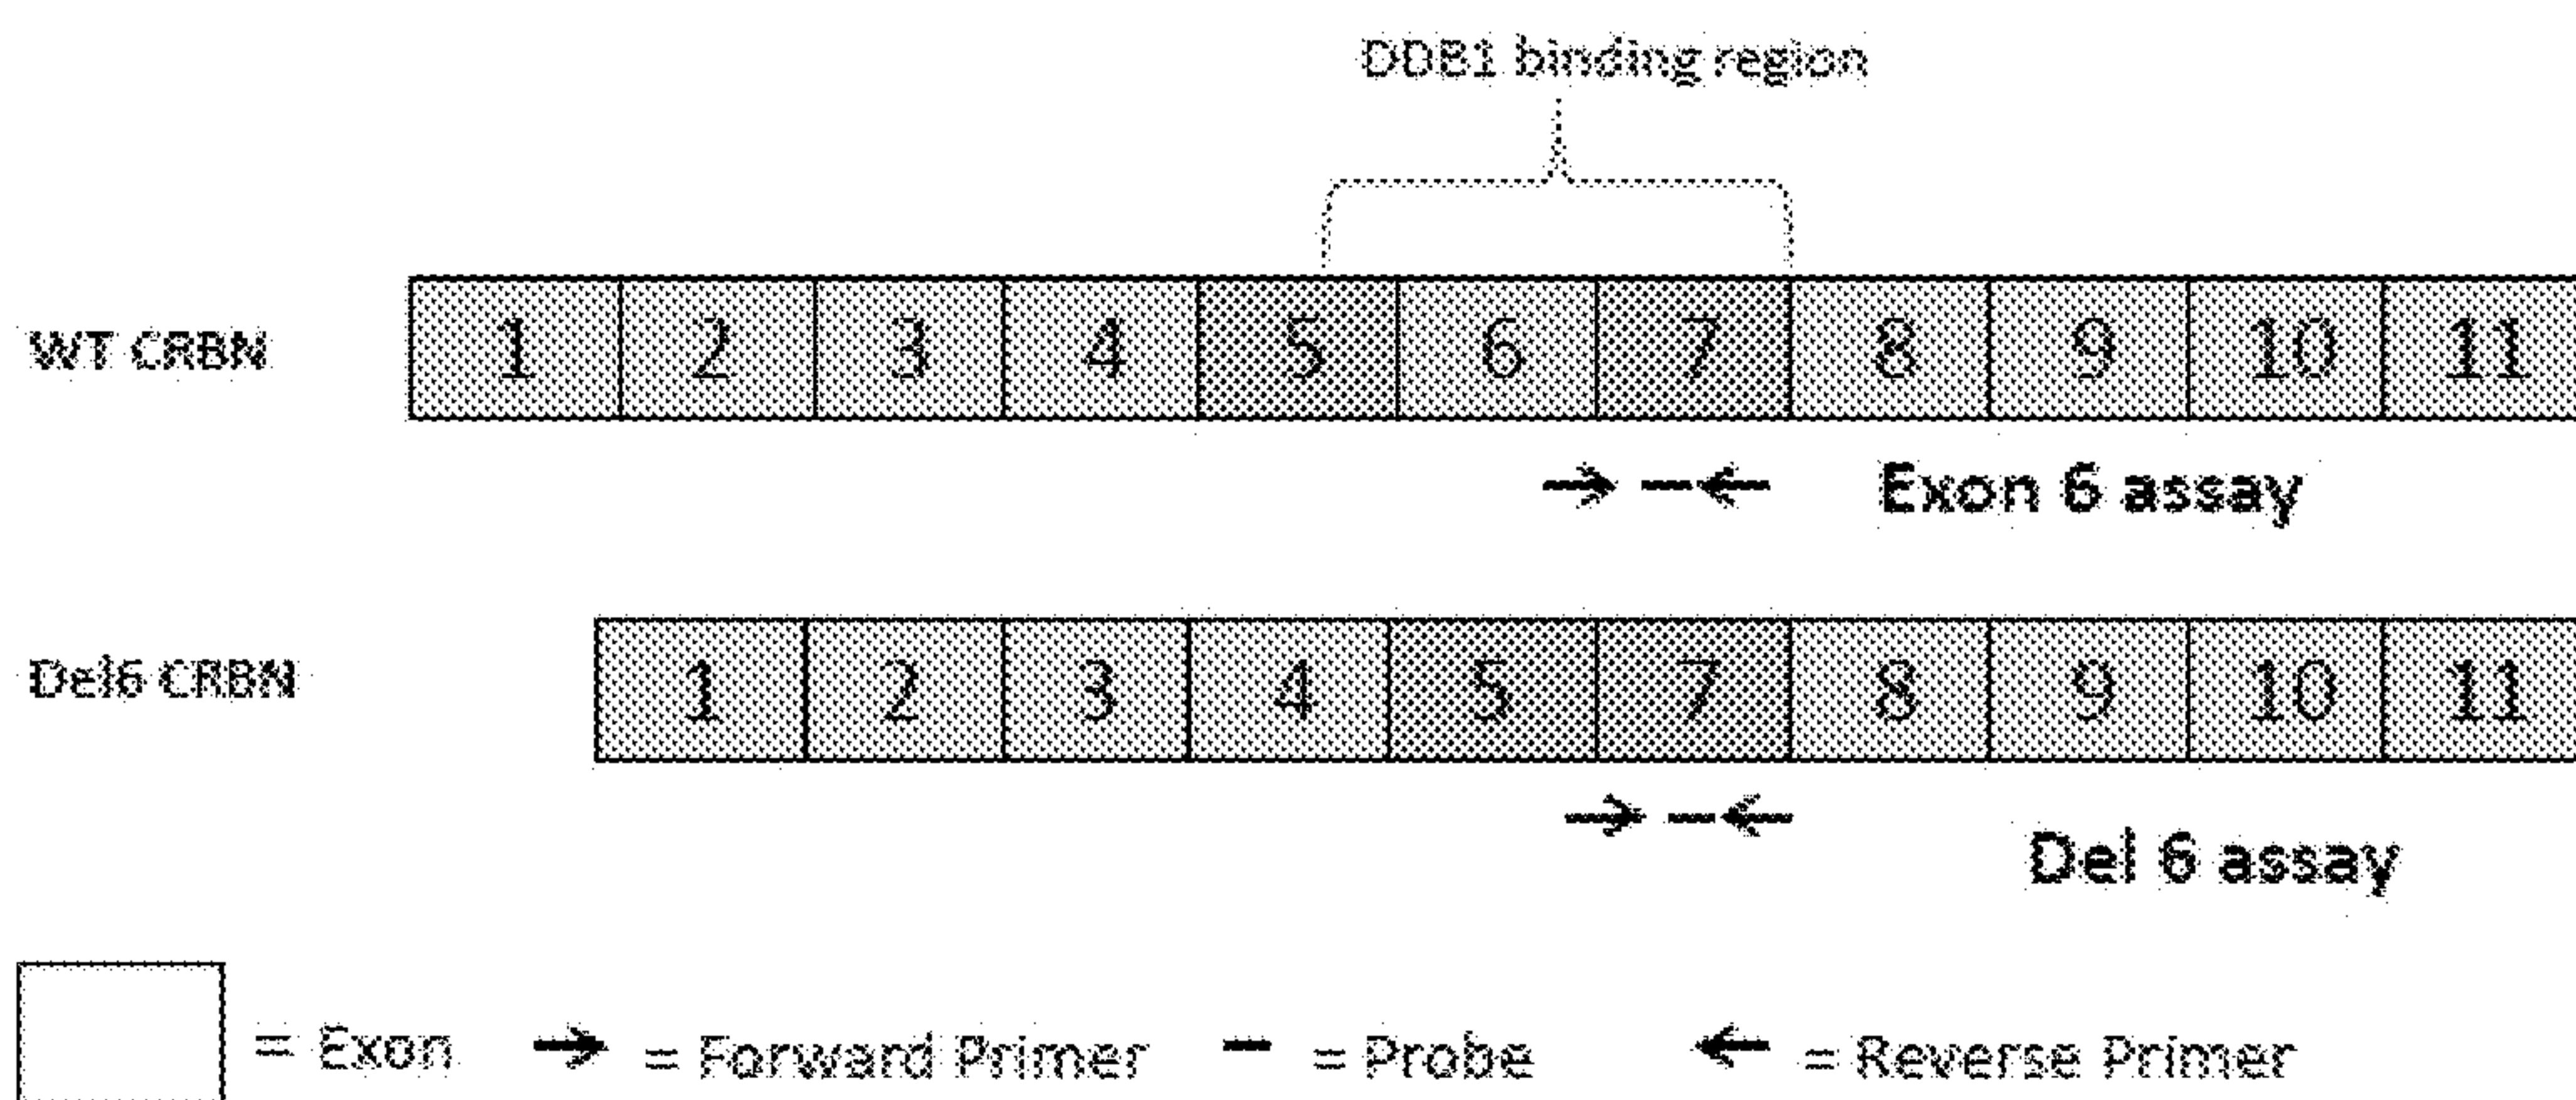 DDB1 binding region
WT CRBN 1 2 3 4 5 6 7 8 9 10 11
Exon 6 assay
Del6 CRBN 1 2 3 4 5 7 8 9 10 11
Del 6 assay
= Exon = Forward Primer = Probe = Reverse Primer